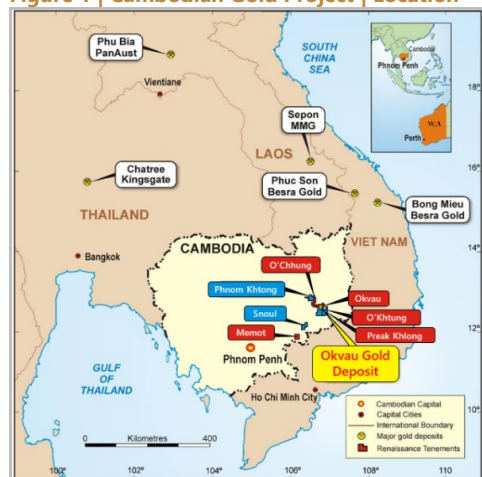 Figure 1 | Cambodian Gold Project | Location
Phu Bia
PanAust
Vientiane
SOUTH
CHINA
SEA
Cambodia
Phnom Penh
W.A
Perth
Sepon
MMG
LAOS
Chatree
Kingsgate
Phuc Son
Besra Gold
Bong Mieu
Besra Gold
THAILAND
VIET NAM
Bangkok
CAMBODIA
O'Chhung
Phnom Khtong
Okvau
Snoul
O'Khtung
Memot
Preak Khlong
Phnom Penh
Okvau Gold
Deposit
GULF
OF
THAILAND
Ho Chi Minh City
Cambodian Capital
Capital Cities
International Boundary
Major gold deposits
Renaissance Tenements
Kilometres
0 400
18°
16°
14°
12°
10°
100°
102°
104°
106°
108°
110°